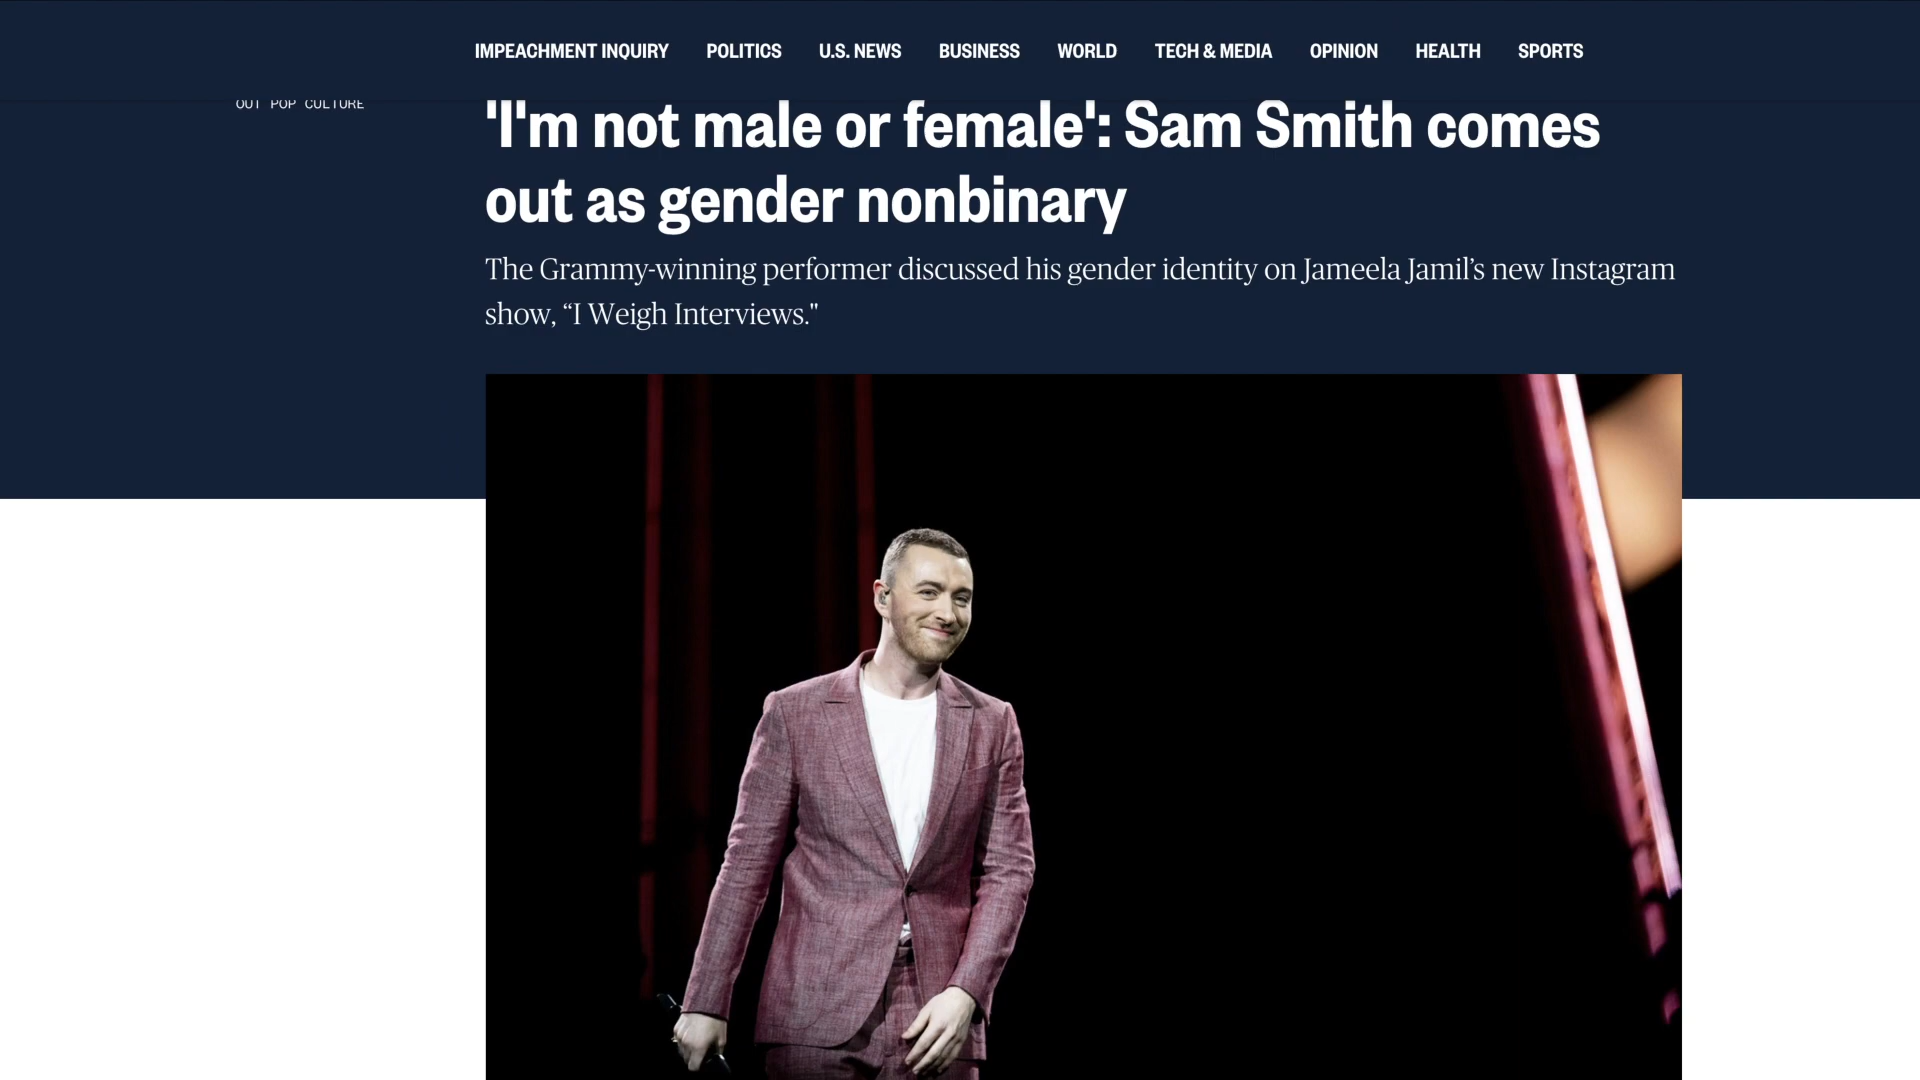 IMPEACHMENT INQUIRY POLITICS U.S. NEWS BUSINESS WORLD TECH & MEDIA OPINION HEALTH SPORTS
OUT POP CULTURE
'I'm not male or female': Sam Smith comes
out as gender nonbinary
The Grammy-winning performer discussed his gender identity on Jameela Jamil’s new Instagram
show, “I Weigh Interviews."